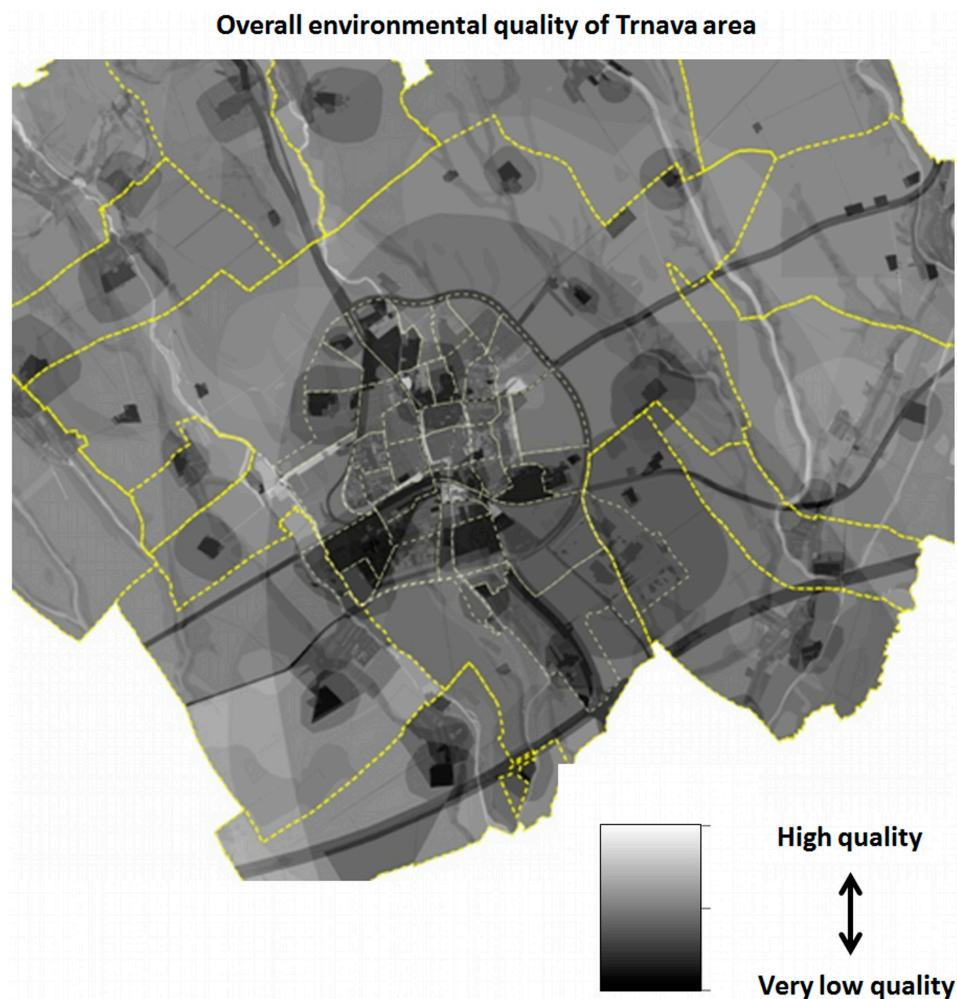 Overall environmental quality of Trnava area
High quality
Very low quality